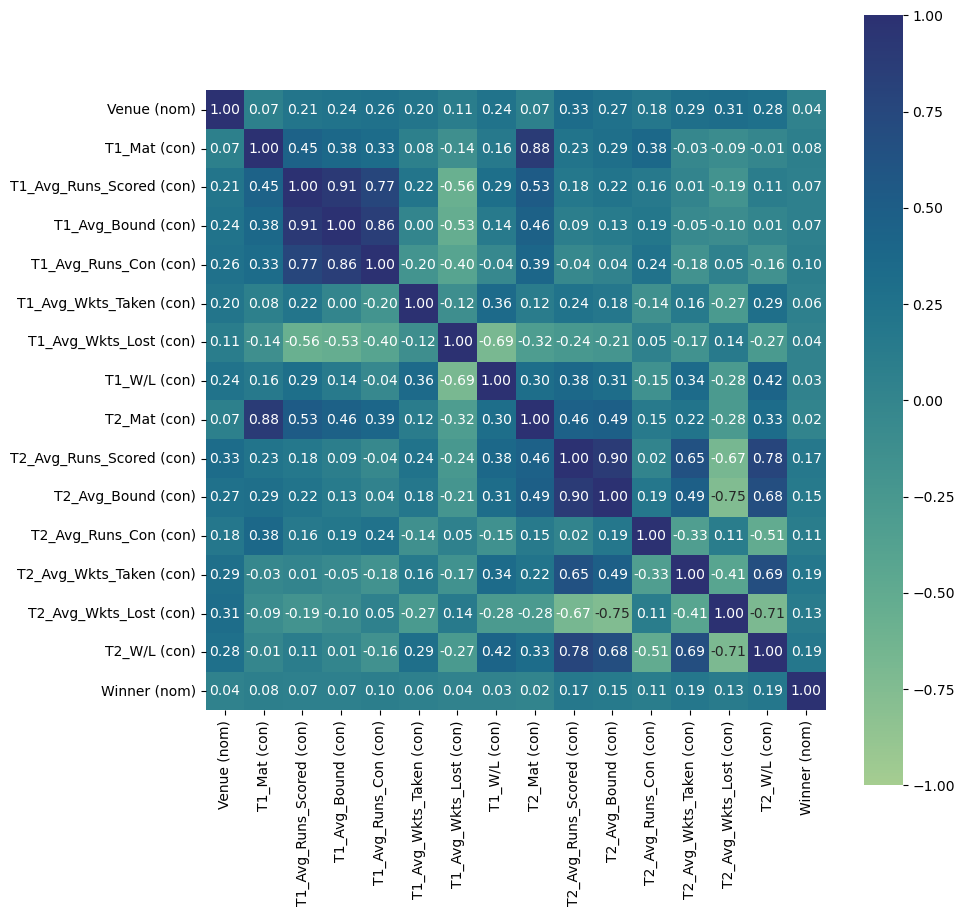 Venue (nom) 1.00 0.07 0.21 0.24 0.26 0.20 0.11 0.24 0.07 0.33 0.27 0.18 0.29 0.31 0.28 0.04
T1_Mat (con) 0.07 1.00 0.45 0.38 0.33 0.08 -0.14 0.16 0.88 0.23 0.29 0.38 -0.03 -0.09 -0.01 0.08
T1_Avg_Runs_Scored (con) 0.21 0.45 1.00 0.91 0.77 0.22 -0.56 0.29 0.53 0.18 0.22 0.16 0.01 -0.19 0.11 0.07
T1_Avg_Bound (con) 0.24 0.38 0.91 1.00 0.86 0.00 -0.53 0.14 0.46 0.09 0.13 0.19 -0.05 -0.10 0.01 0.07
T1_Avg_Runs_Con (con) 0.26 0.33 0.77 0.86 1.00 -0.20 -0.40 -0.04 0.39 -0.04 0.04 0.24 -0.18 0.05 -0.16 0.10
T1_Avg_Wkts_Taken (con) 0.20 0.08 0.22 0.00 -0.20 1.00 -0.12 0.36 0.12 0.24 0.18 -0.14 0.16 -0.27 0.29 0.06
T1_Avg_Wkts_Lost (con) 0.11 -0.14 -0.56 -0.53 -0.40 -0.12 1.00 -0.69 -0.32 -0.24 -0.21 0.05 -0.17 0.14 -0.27 0.04
T1_W/L (con) 0.24 0.16 0.29 0.14 -0.04 0.36 -0.69 1.00 0.30 0.38 0.31 -0.15 0.34 -0.28 0.42 0.03
T2_Mat (con) 0.07 0.88 0.53 0.46 0.39 0.12 -0.32 0.30 1.00 0.46 0.49 0.15 0.22 -0.28 0.33 0.02
T2_Avg_Runs_Scored (con) 0.33 0.23 0.18 0.09 -0.04 0.24 -0.24 0.38 0.46 1.00 0.90 0.02 0.65 -0.67 0.78 0.17
T2_Avg_Bound (con) 0.27 0.29 0.22 0.13 0.04 0.18 -0.21 0.31 0.49 0.90 1.00 0.19 0.49 -0.75 0.68 0.15
T2_Avg_Runs_Con (con) 0.18 0.38 0.16 0.19 0.24 -0.14 0.05 -0.15 0.15 0.02 0.19 1.00 -0.33 0.11 -0.51 0.11
T2_Avg_Wkts_Taken (con) 0.29 -0.03 0.01 -0.05 -0.18 0.16 -0.17 0.34 0.22 0.65 0.49 -0.33 1.00 -0.41 0.69 0.19
T2_Avg_Wkts_Lost (con) 0.31 -0.09 -0.19 -0.10 0.05 -0.27 0.14 -0.28 -0.28 -0.67 -0.75 0.11 -0.41 1.00 -0.71 0.13
T2_W/L (con) 0.28 -0.01 0.11 0.01 -0.16 0.29 -0.27 0.42 0.33 0.78 0.68 -0.51 0.69 -0.71 1.00 0.19
Winner (nom) 0.04 0.08 0.07 0.07 0.10 0.06 0.04 0.03 0.02 0.17 0.15 0.11 0.19 0.13 0.19 1.00
Venue (nom)
T1_Mat (con)
T1_Avg_Runs_Scored (con)
T1_Avg_Bound (con)
T1_Avg_Runs_Con (con)
T1_Avg_Wkts_Taken (con)
T1_Avg_Wkts_Lost (con)
T1_W/L (con)
T2_Mat (con)
T2_Avg_Runs_Scored (con)
T2_Avg_Bound (con)
T2_Avg_Runs_Con (con)
T2_Avg_Wkts_Taken (con)
T2_Avg_Wkts_Lost (con)
T2_W/L (con)
Winner (nom)
1.00
0.75
0.50
0.25
0.00
−0.25
−0.50
−0.75
−1.00